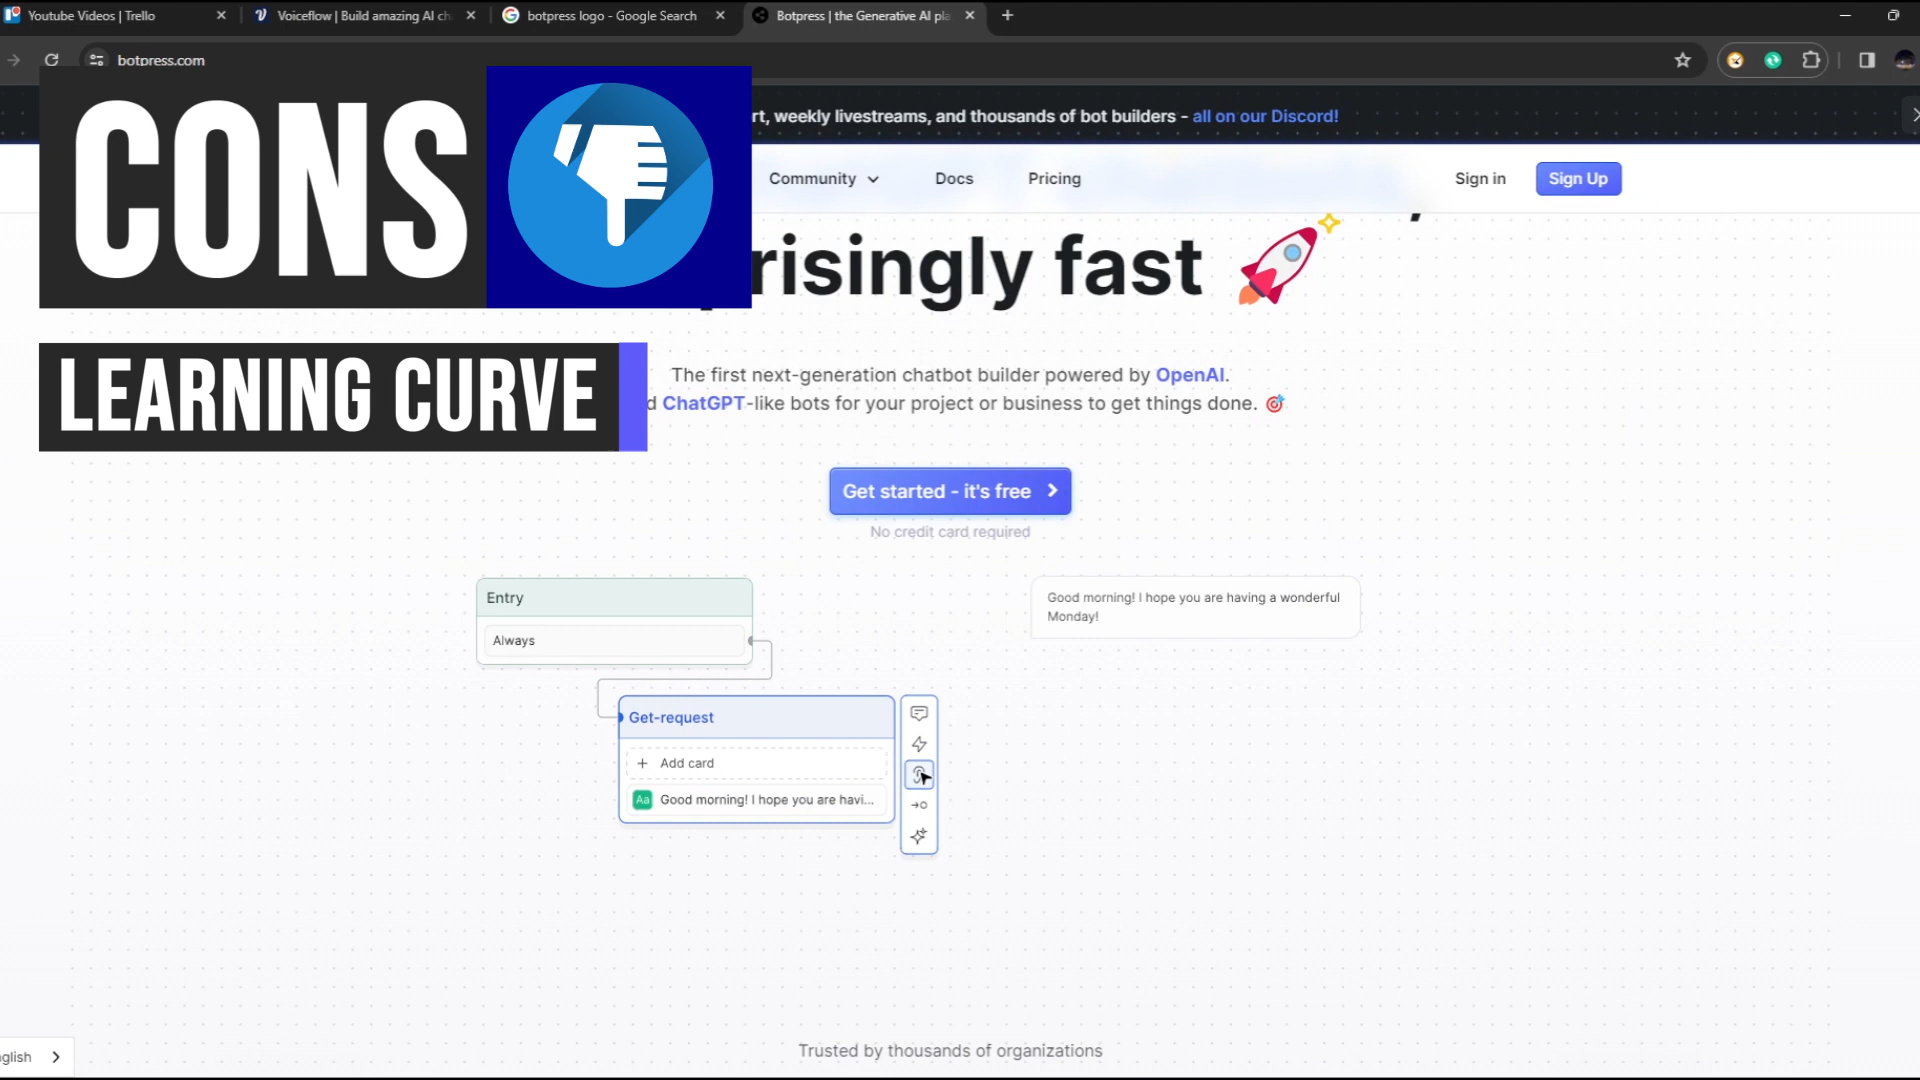 Youtube Videos | Trello
Voiceflow | Build amazing AI ch
botpress logo - Google Search
Botpress | the Generative AI pla
botpress.com
CONS
rt, weekly livestreams, and thousands of bot builders - all on our Discord!
Community
Docs
Pricing
Sign in
Sign Up
risingly fast
LEARNING CURVE
The first next-generation chatbot builder powered by OpenAI.
d ChatGPT-like bots for your project or business to get things done.
Get started - it's free
No credit card required
Entry
Always
Good morning! I hope you are having a wonderful
Monday!
Get-request
+ Add card
Aa Good morning! I hope you are havi...
Trusted by thousands of organizations
glish